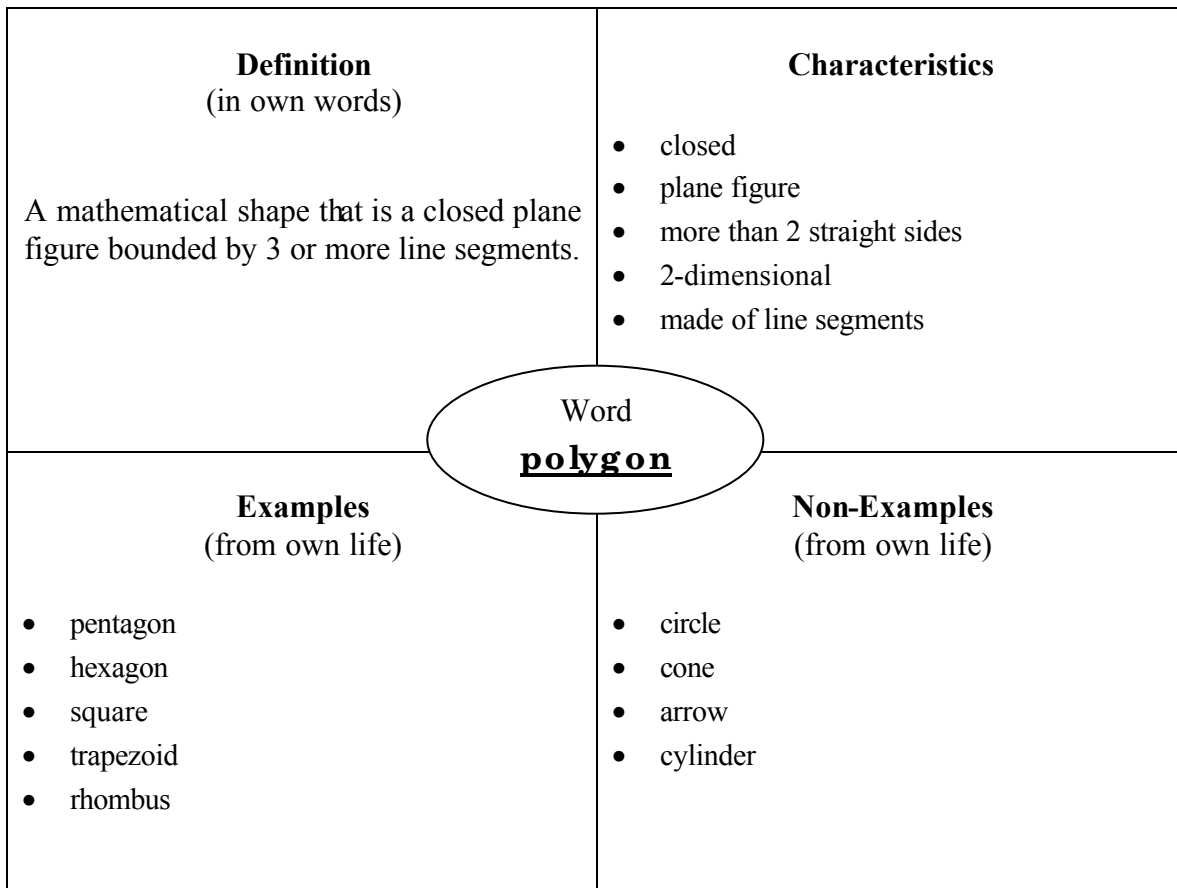 Definition
(in own words)
A mathematical shape that is a closed plane
figure bounded by 3 or more line segments.
Characteristics
• closed
• plane figure
• more than 2 straight sides
• 2-dimensional
• made of line segments
Word
polygon
Examples
(from own life)
• pentagon
• hexagon
• square
• trapezoid
• rhombus
Non-Examples
(from own life)
• circle
• cone
• arrow
• cylinder